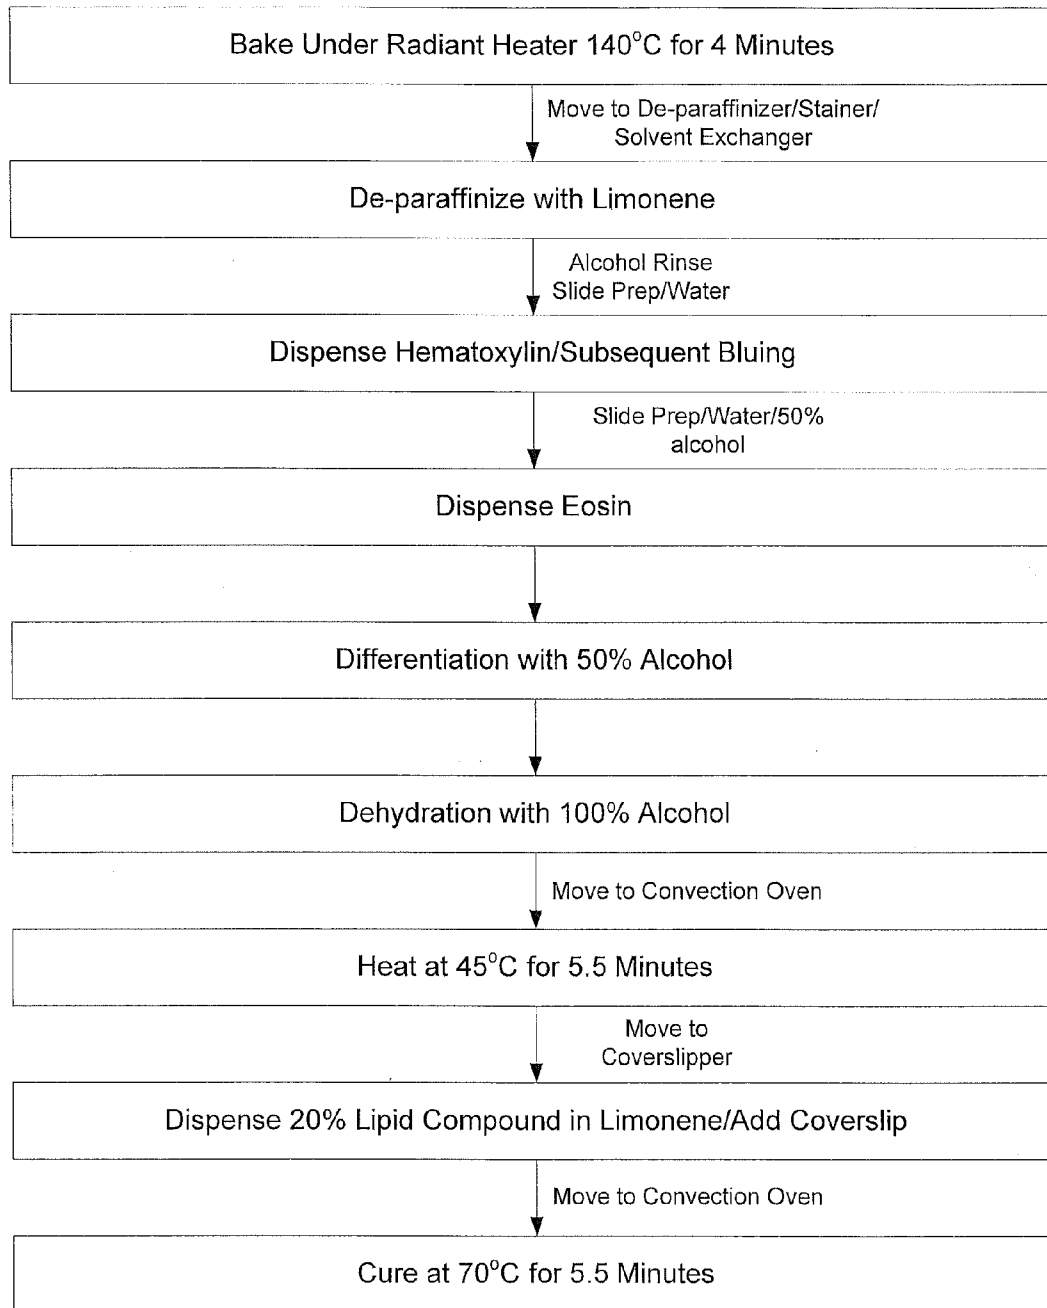 Bake Under Radiant Heater 140°C for 4 Minutes
Move to De-paraffinizer/Stainer/
Solvent Exchanger
De-paraffinize with Limonene
Alcohol Rinse
Slide Prep/Water
Dispense Hematoxylin/Subsequent Bluing
Slide Prep/Water/50%
alcohol
Dispense Eosin
Differentiation with 50% Alcohol
Dehydration with 100% Alcohol
Move to Convection Oven
Heat at 45°C for 5.5 Minutes
Move to
Coverslipper
Dispense 20% Lipid Compound in Limonene/Add Coverslip
Move to Convection Oven
Cure at 70°C for 5.5 Minutes